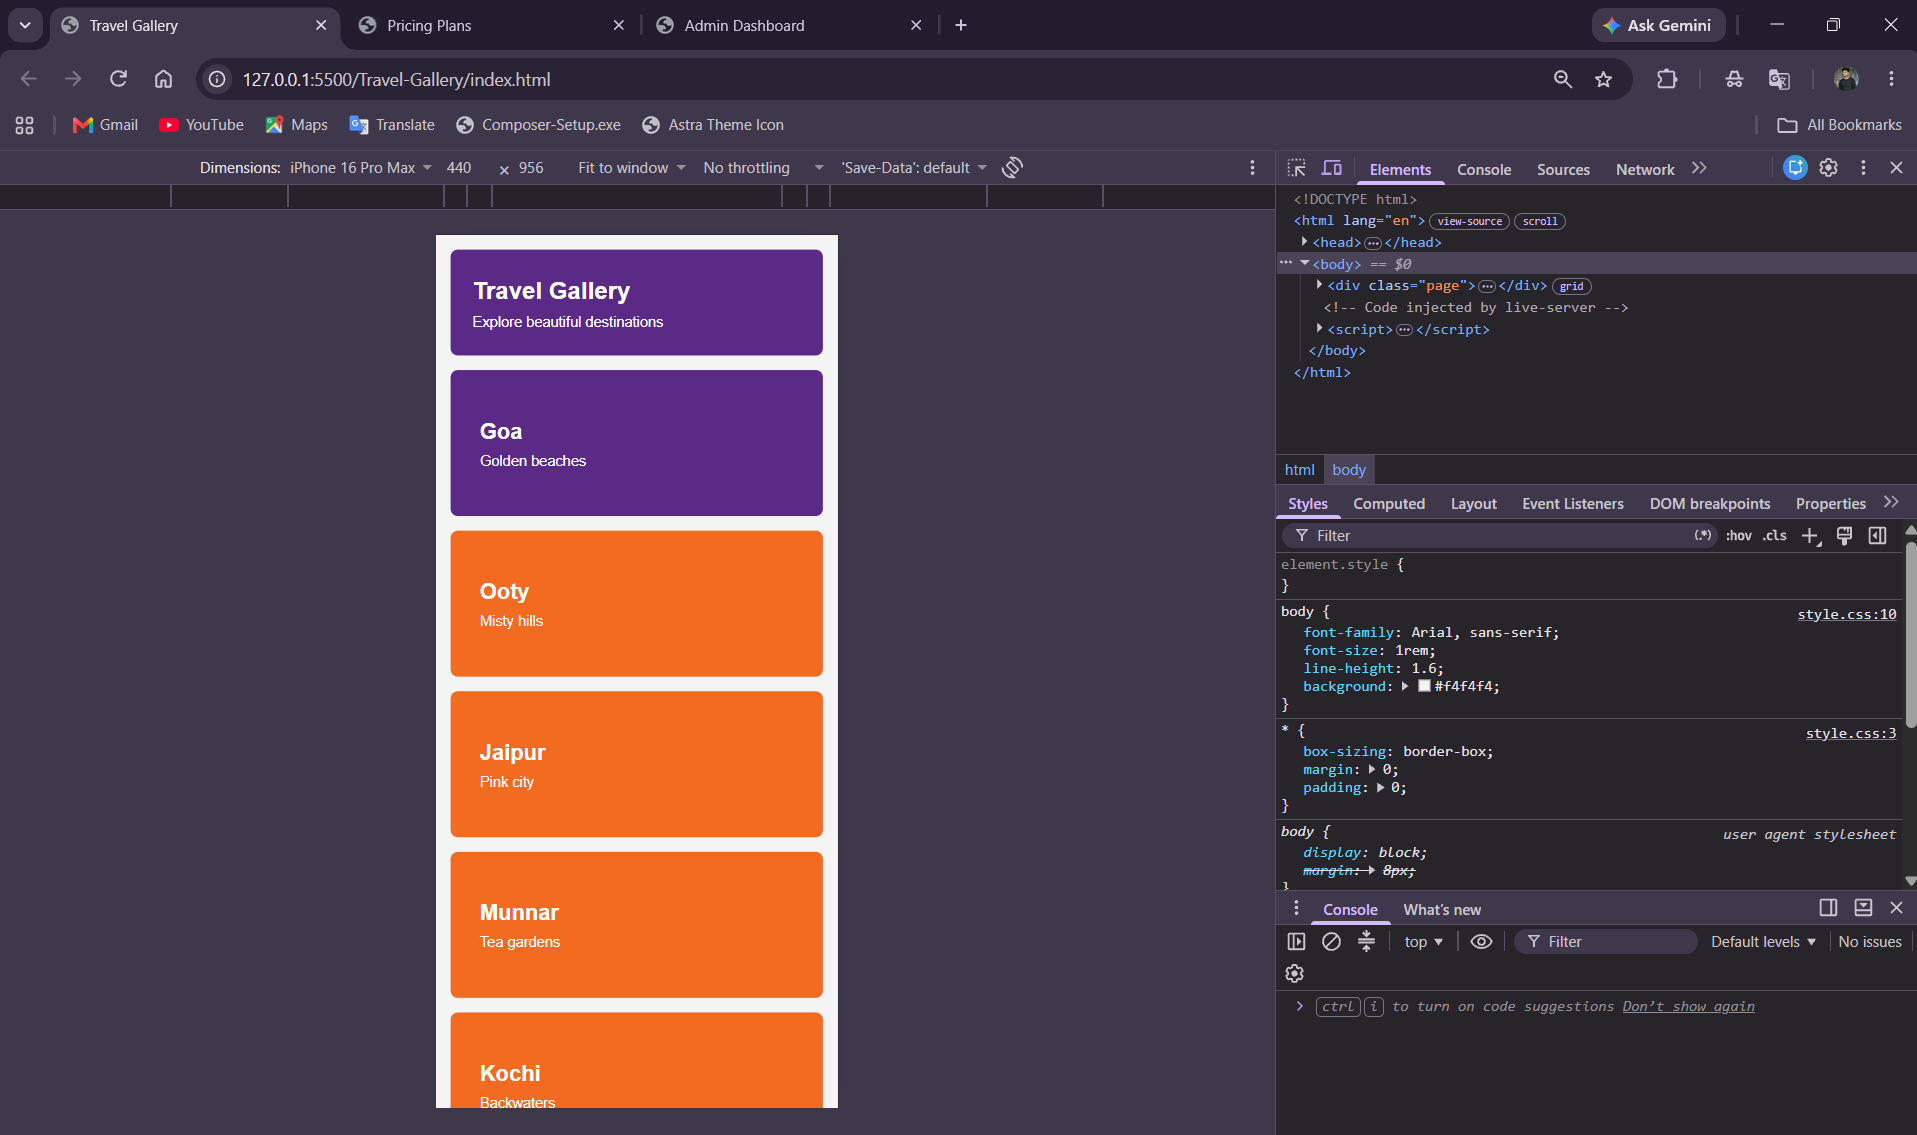 Travel Gallery
Pricing Plans
Admin Dashboard
Ask Gemini
127.0.0.1:5500/Travel-Gallery/index.html
Gmail
YouTube
Maps
Translate
Composer-Setup.exe
Astra Theme Icon
All Bookmarks
Dimensions: iPhone 16 Pro Max 440 × 956 Fit to window No throttling 'Save-Data': default
Travel Gallery
Explore beautiful destinations
Goa
Golden beaches
Ooty
Misty hills
Jaipur
Pink city
Munnar
Tea gardens
Kochi
Backwaters
Elements Console Sources Network
<!DOCTYPE html>
<html lang="en"> view-source scroll
<head> ••• </head>
<body> == $0
<div class="page"> ••• </div> grid
<!-- Code injected by live-server -->
<script> ••• </script>
</body>
</html>
html body
Styles Computed Layout Event Listeners DOM breakpoints Properties
Filter (.*) :hov .cls
element.style {
}
body { style.css:10
font-family: Arial, sans-serif;
font-size: 1rem;
line-height: 1.6;
background: #f4f4f4;
}
* { style.css:3
box-sizing: border-box;
margin: 0;
padding: 0;
}
body { user agent stylesheet
display: block;
margin: 8px;
}
Console What's new
top Filter Default levels No issues
ctrl i to turn on code suggestions Don't show again